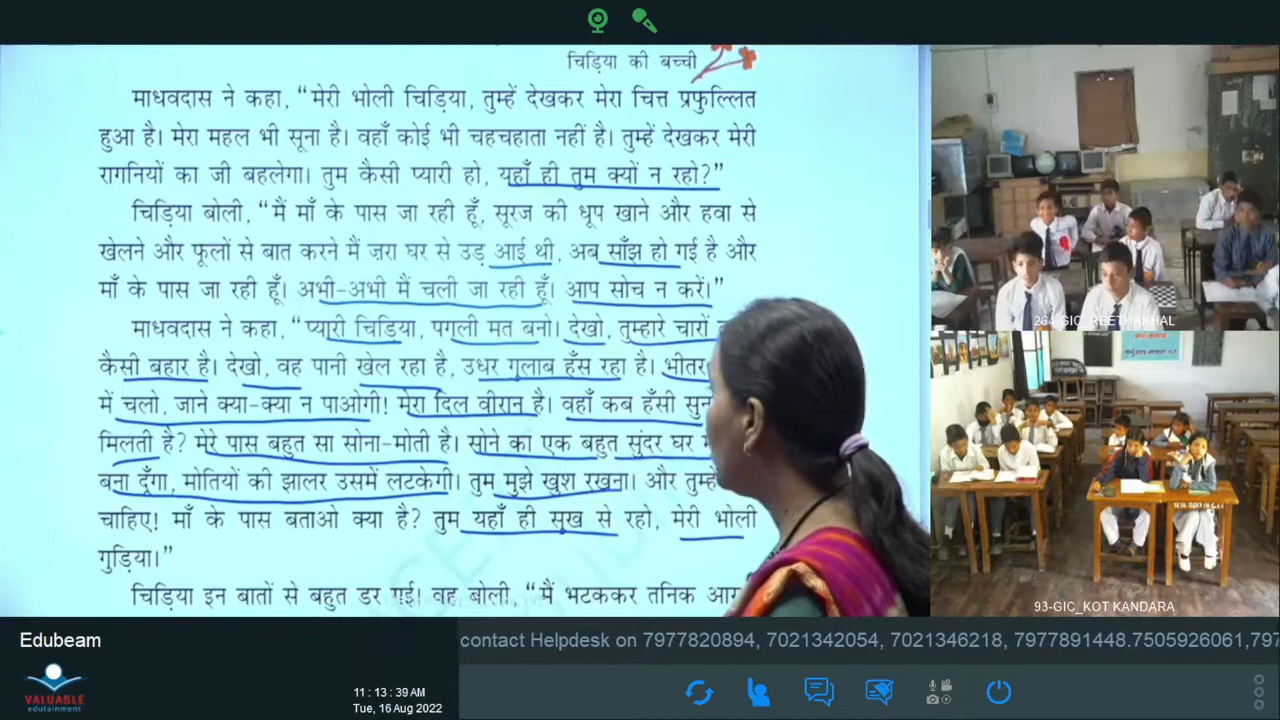 चिड़िया की बच्ची
माधवदास ने कहा, “मेरी भोली चिड़िया, तुम्हें देखकर मेरा चित्त प्रफुल्लित
हुआ है। मेरा महल भी सूना है। वहाँ कोई भी चहचहाता नहीं है। तुम्हें देखकर मेरी
रागनियों का जी बहलेगा। तुम कैसी प्यारी हो, यहाँ ही तुम क्यों न रहो?”
चिड़िया बोली, “मैं माँ के पास जा रही हूँ, सूरज की धूप खाने और हवा से
खेलने और फूलों से बात करने मैं ज़रा घर से उड़ आई थी, अब साँझ हो गई है और
माँ के पास जा रही हूँ। अभी-अभी मैं चली जा रही हूँ। आप सोच न करें।”
माधवदास ने कहा, “प्यारी चिड़िया, पगली मत बनो। देखो, तुम्हारे चारों
कैसी बहार है। देखो, वह पानी खेल रहा है, उधर गुलाब हँस रहा है। भीतर
में चलो, जाने क्या-क्या न पाओगी! मेरा दिल वीरान है। वहाँ कब हँसी
मिलती है? मेरे पास बहुत सा सोना-मोती है। सोने का एक बहुत सुंदर घर
बना दूँगा, मोतियों की झालर उसमें लटकेगी। तुम मुझे खुश रखना। और
चाहिए! माँ के पास बताओ क्या है? तुम यहाँ ही सुख से रहो, मेरी भोली
गुड़िया।”
चिड़िया इन बातों से बहुत डर गई। वह बोली, “मैं भटककर तनिक
264-GIC_REETHAKHAL
93-GIC_KOT KANDARA
Edubeam
contact Helpdesk on 7977820894, 7021342054, 7021346218, 7977891448.7505926061,797
VALUABLE
edutainment
11 : 13 : 39 AM
Tue, 16 Aug 2022